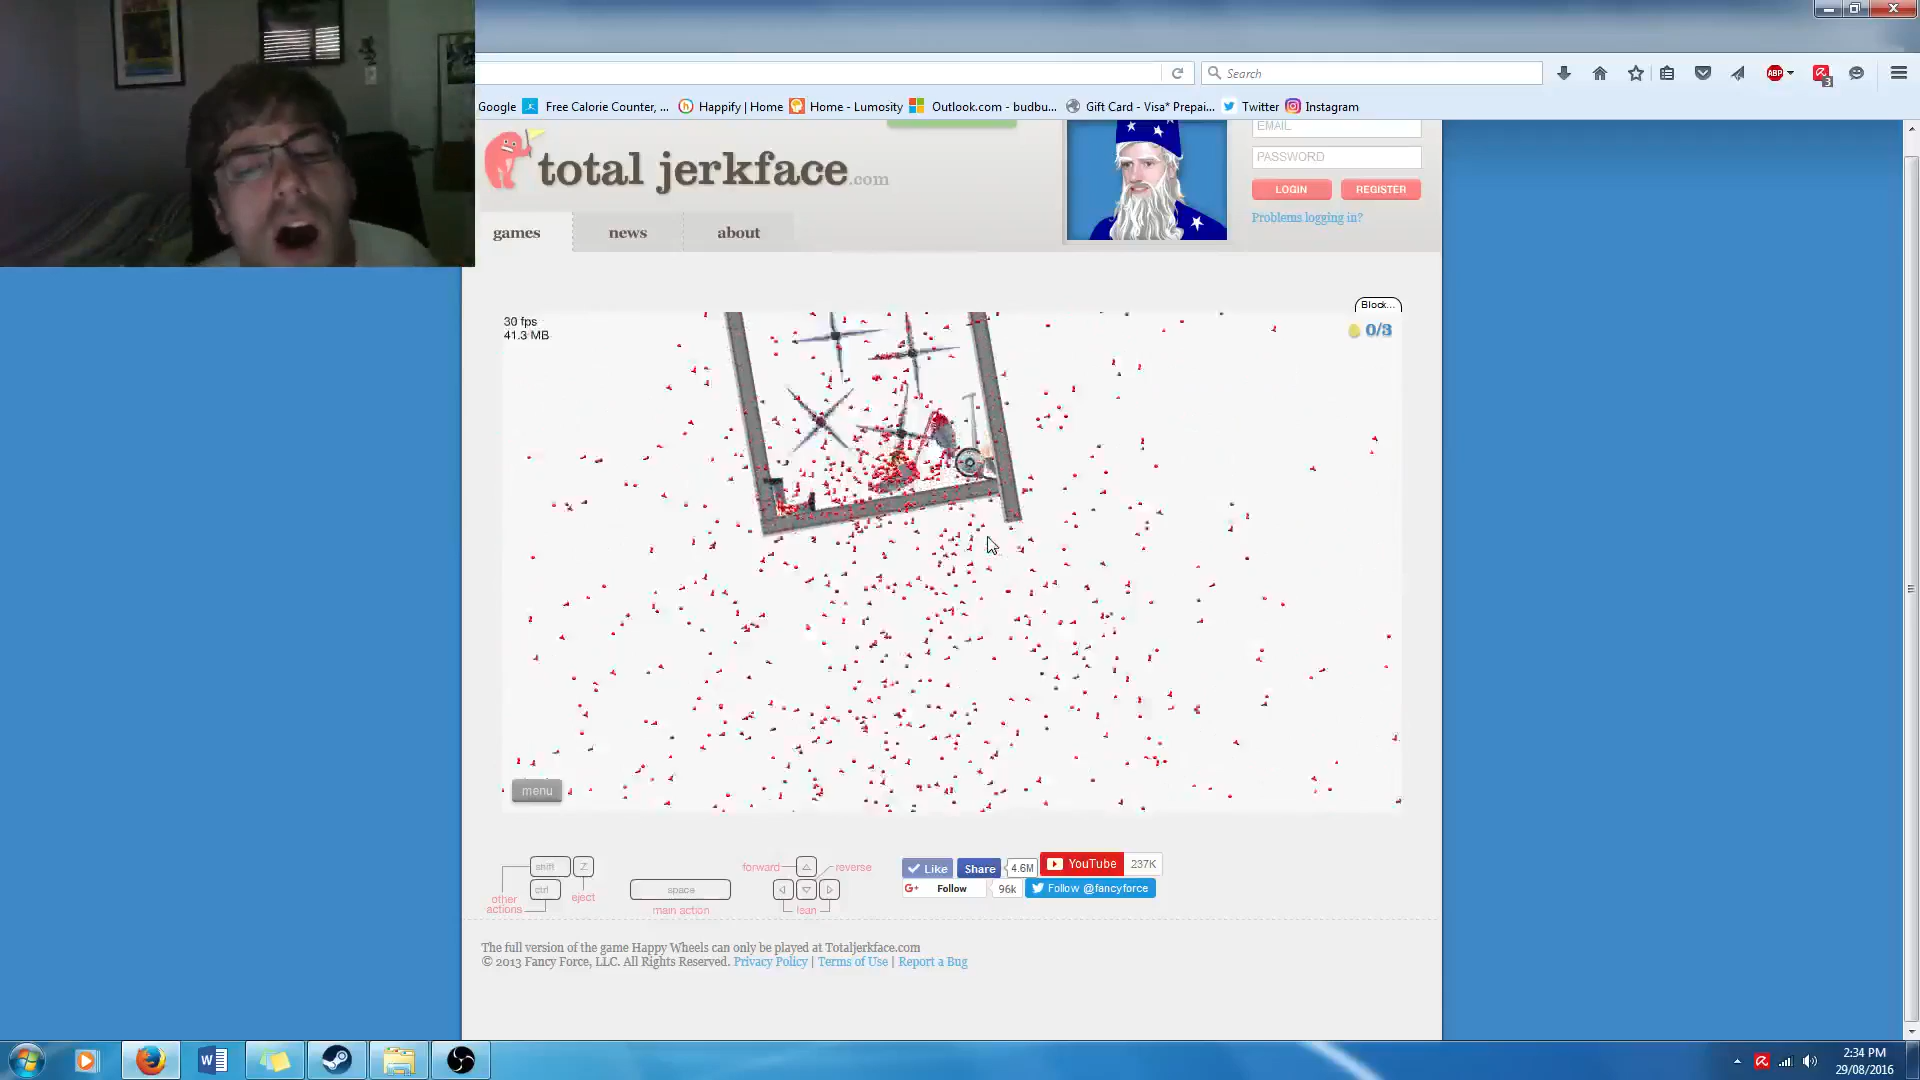 Search
ABP
3
Google
Free Calorie Counter, ...
Happify | Home
Home - Lumosity
Outlook.com - budbu...
Gift Card - Visa* Prepai...
Twitter
Instagram
total jerkface.com
EMAIL
PASSWORD
LOGIN
REGISTER
Problems logging in?
games
news
about
Block...
30 fps
41.3 MB
0/3
menu
shift
Z
ctrl
other
actions
eject
space
main action
forward
reverse
lean
Like
Share
4.6M
YouTube
237K
G+ Follow
96k
Follow @fancyforce
The full version of the game Happy Wheels can only be played at Totaljerkface.com
© 2013 Fancy Force, LLC. All Rights Reserved. Privacy Policy | Terms of Use | Report a Bug
2:34 PM
29/08/2016